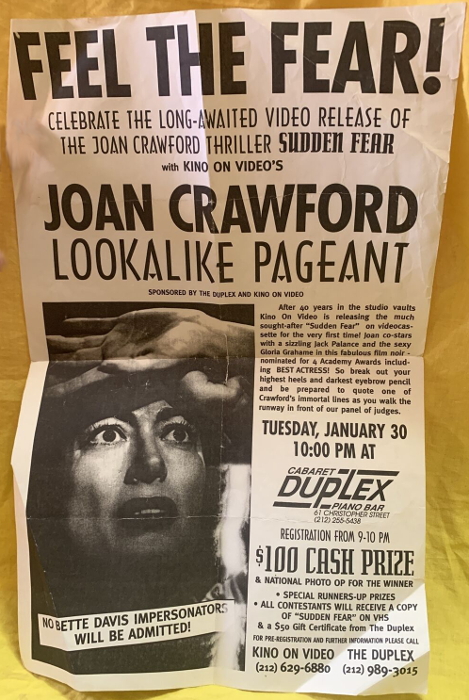 FEEL THE FEAR!
CELEBRATE THE LONG-AWAITED VIDEO RELEASE OF
THE JOAN CRAWFORD THRILLER SUDDEN FEAR
with KINO ON VIDEO'S
JOAN CRAWFORD
LOOKALIKE PAGEANT
SPONSORED BY THE DUPLEX AND KINO ON VIDEO
After 40 years in the studio vaults
Kino On Video is releasing the much
sought-after "Sudden Fear" on videocas-
sette for the very first time! Joan co-stars
with a sizzling Jack Palance and the sexy
Gloria Grahame in this fabulous film noir -
nominated for 4 Academy Awards includ-
ing BEST ACTRESS! So break out your
highest heels and darkest eyebrow pencil
and be prepared to quote one of
Crawford's immortal lines as you walk the
runway in front of our panel of judges.
TUESDAY, JANUARY 30
10:00 PM AT
CABARET
DUPLEX
PIANO BAR
61 CHRISTOPHER STREET
(212) 255-5438
REGISTRATION FROM 9-10 PM
$100 CASH PRIZE
& NATIONAL PHOTO OP FOR THE WINNER
• SPECIAL RUNNERS-UP PRIZES
• ALL CONTESTANTS WILL RECEIVE A COPY
OF "SUDDEN FEAR" ON VHS
& a $50 Gift Certificate from The Duplex
FOR PRE-REGISTRATION AND FURTHER INFORMATION PLEASE CALL
KINO ON VIDEO THE DUPLEX
(212) 629-6880 (212) 989-3015
NO BETTE DAVIS IMPERSONATORS
WILL BE ADMITTED!